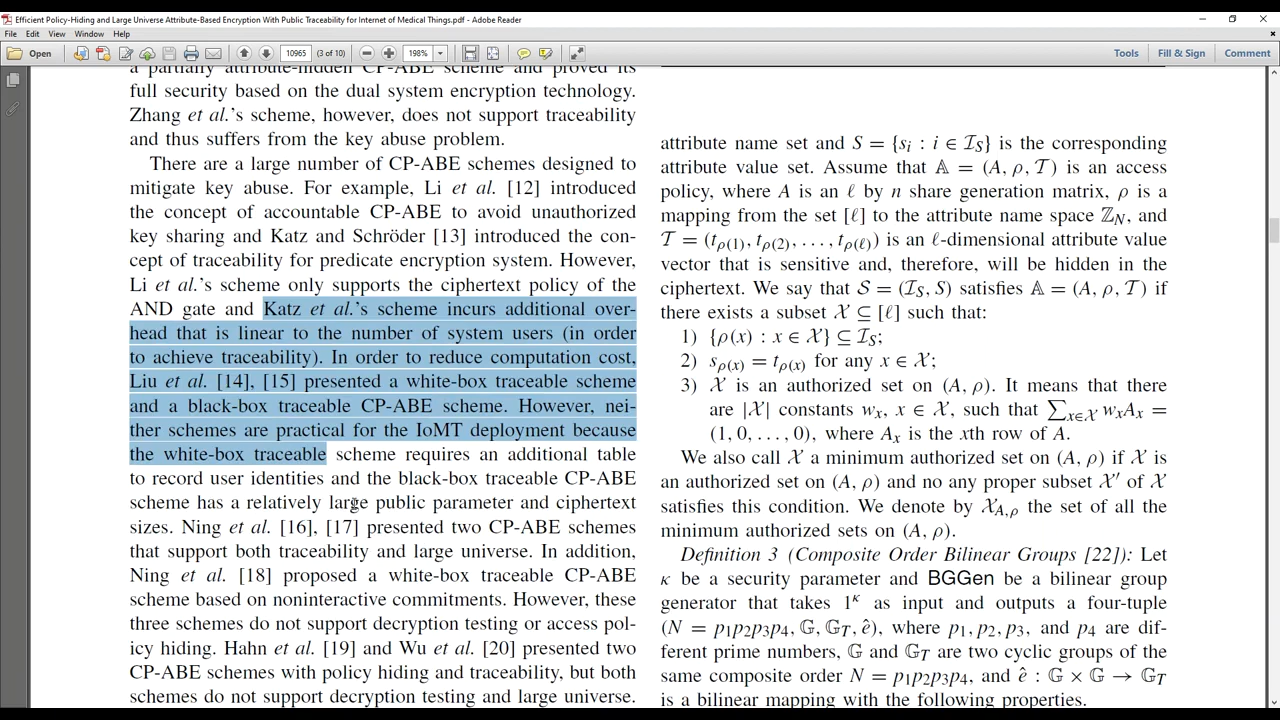 Efficient Policy-Hiding and Large Universe Attribute-Based Encryption With Public Traceability for Internet of Medical Things.pdf - Adobe Reader
File Edit View Window Help
Open 10965 (3 of 10) 198% Tools Fill & Sign Comment
a partially attribute-hidden CP-ABE scheme and proved its
full security based on the dual system encryption technology.
Zhang et al.'s scheme, however, does not support traceability
and thus suffers from the key abuse problem.
There are a large number of CP-ABE schemes designed to
mitigate key abuse. For example, Li et al. [12] introduced
the concept of accountable CP-ABE to avoid unauthorized
key sharing and Katz and Schröder [13] introduced the con-
cept of traceability for predicate encryption system. However,
Li et al.'s scheme only supports the ciphertext policy of the
AND gate and Katz et al.'s scheme incurs additional over-
head that is linear to the number of system users (in order
to achieve traceability). In order to reduce computation cost,
Liu et al. [14], [15] presented a white-box traceable scheme
and a black-box traceable CP-ABE scheme. However, nei-
ther schemes are practical for the IoMT deployment because
the white-box traceable scheme requires an additional table
to record user identities and the black-box traceable CP-ABE
scheme has a relatively large public parameter and ciphertext
sizes. Ning et al. [16], [17] presented two CP-ABE schemes
that support both traceability and large universe. In addition,
Ning et al. [18] proposed a white-box traceable CP-ABE
scheme based on noninteractive commitments. However, these
three schemes do not support decryption testing or access pol-
icy hiding. Hahn et al. [19] and Wu et al. [20] presented two
CP-ABE schemes with policy hiding and traceability, but both
schemes do not support decryption testing and large universe.
attribute name set and S = {sᵢ : i ∈ ℐ_S} is the corresponding
attribute value set. Assume that 𝔸 = (A, ρ, 𝒯) is an access
policy, where A is an ℓ by n share generation matrix, ρ is a
mapping from the set [ℓ] to the attribute name space ℤ_N, and
𝒯 = (t_ρ(1), t_ρ(2), . . . , t_ρ(ℓ)) is an ℓ-dimensional attribute value
vector that is sensitive and, therefore, will be hidden in the
ciphertext. We say that 𝒮 = (ℐ_S, S) satisfies 𝔸 = (A, ρ, 𝒯) if
there exists a subset 𝒳 ⊆ [ℓ] such that:
1) {ρ(x) : x ∈ 𝒳} ⊆ ℐ_S;
2) s_ρ(x) = t_ρ(x) for any x ∈ 𝒳;
3) 𝒳 is an authorized set on (A, ρ). It means that there
are |𝒳| constants w_x, x ∈ 𝒳, such that ∑_{x∈𝒳} w_x A_x =
(1, 0, . . . , 0), where A_x is the xth row of A.
We also call 𝒳 a minimum authorized set on (A, ρ) if 𝒳 is
an authorized set on (A, ρ) and no any proper subset 𝒳′ of 𝒳
satisfies this condition. We denote by 𝒳_{A,ρ} the set of all the
minimum authorized sets on (A, ρ).
Definition 3 (Composite Order Bilinear Groups [22]): Let
κ be a security parameter and BGGen be a bilinear group
generator that takes 1^κ as input and outputs a four-tuple
(N = p₁p₂p₃p₄, 𝔾, 𝔾_T, ê), where p₁, p₂, p₃, and p₄ are dif-
ferent prime numbers, 𝔾 and 𝔾_T are two cyclic groups of the
same composite order N = p₁p₂p₃p₄, and ê : 𝔾 × 𝔾 → 𝔾_T
is a bilinear mapping with the following properties.